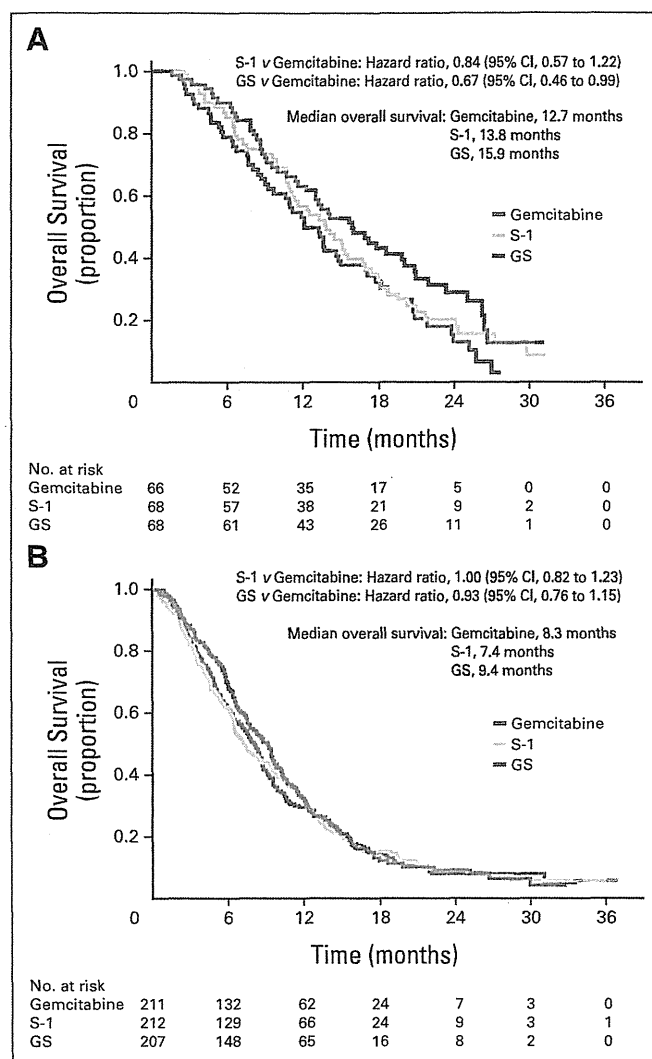 A
S-1 v Gemcitabine: Hazard ratio, 0.84 (95% CI, 0.57 to 1.22)
GS v Gemcitabine: Hazard ratio, 0.67 (95% CI, 0.46 to 0.99)
Median overall survival: Gemcitabine, 12.7 months
S-1, 13.8 months
GS, 15.9 months
Gemcitabine
S-1
GS
Overall Survival
(proportion)
1.0
0.8
0.6
0.4
0.2
0 6 12 18 24 30 36
Time (months)
No. at risk
Gemcitabine 66 52 35 17 5 0 0
S-1 68 57 38 21 9 2 0
GS 68 61 43 26 11 1 0
B
S-1 v Gemcitabine: Hazard ratio, 1.00 (95% CI, 0.82 to 1.23)
GS v Gemcitabine: Hazard ratio, 0.93 (95% CI, 0.76 to 1.15)
Median overall survival: Gemcitabine, 8.3 months
S-1, 7.4 months
GS, 9.4 months
Gemcitabine
S-1
GS
Overall Survival
(proportion)
1.0
0.8
0.6
0.4
0.2
0 6 12 18 24 30 36
Time (months)
No. at risk
Gemcitabine 211 132 62 24 7 3 0
S-1 212 129 66 24 9 3 1
GS 207 148 65 16 8 2 0